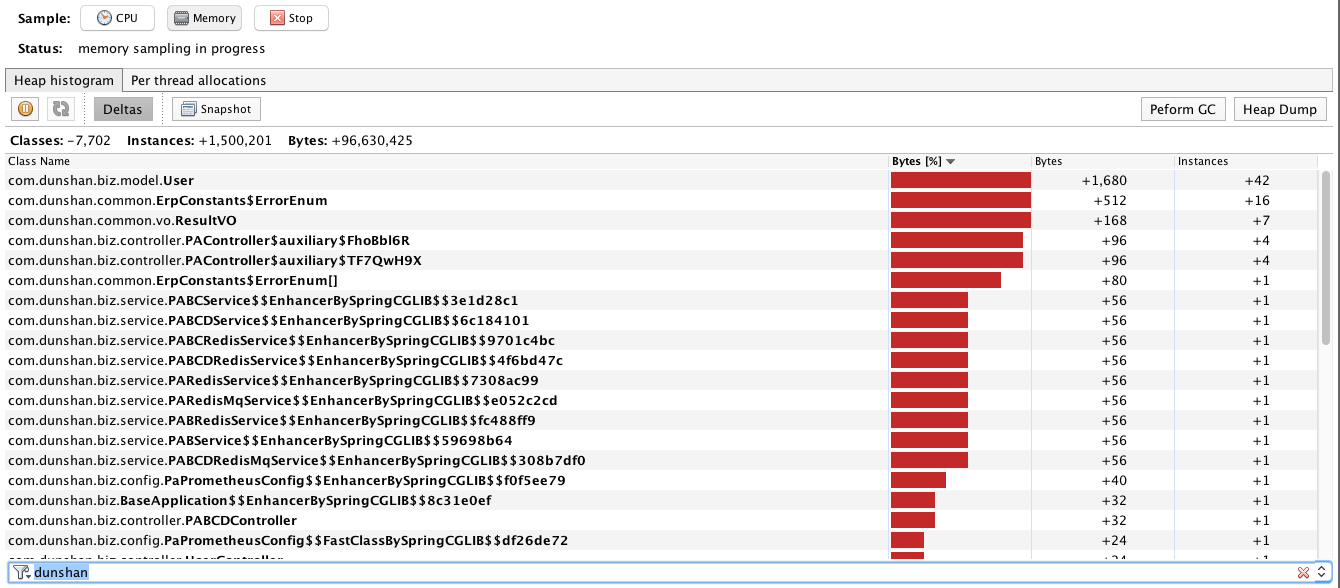 Sample: CPU Memory Stop
Status: memory sampling in progress
Heap histogram Per thread allocations
Deltas Snapshot Peform GC Heap Dump
Classes: -7,702 Instances: +1,500,201 Bytes: +96,630,425
Class Name Bytes [%] Bytes Instances
com.dunshan.biz.model.User +1,680 +42
com.dunshan.common.ErpConstants$ErrorEnum +512 +16
com.dunshan.common.vo.ResultVO +168 +7
com.dunshan.biz.controller.PAController$auxiliary$FhoBbl6R +96 +4
com.dunshan.biz.controller.PAController$auxiliary$TF7QwH9X +96 +4
com.dunshan.common.ErpConstants$ErrorEnum[] +80 +1
com.dunshan.biz.service.PABCService$$EnhancerBySpringCGLIB$$3e1d28c1 +56 +1
com.dunshan.biz.service.PABCDService$$EnhancerBySpringCGLIB$$6c184101 +56 +1
com.dunshan.biz.service.PABCRedisService$$EnhancerBySpringCGLIB$$9701c4bc +56 +1
com.dunshan.biz.service.PABCDRedisService$$EnhancerBySpringCGLIB$$4f6bd47c +56 +1
com.dunshan.biz.service.PARedisService$$EnhancerBySpringCGLIB$$7308ac99 +56 +1
com.dunshan.biz.service.PARedisMqService$$EnhancerBySpringCGLIB$$e052c2cd +56 +1
com.dunshan.biz.service.PABRedisService$$EnhancerBySpringCGLIB$$fc488ff9 +56 +1
com.dunshan.biz.service.PABService$$EnhancerBySpringCGLIB$$59698b64 +56 +1
com.dunshan.biz.service.PABCDRedisMqService$$EnhancerBySpringCGLIB$$308b7df0 +56 +1
com.dunshan.biz.config.PaPrometheusConfig$$EnhancerBySpringCGLIB$$f0f5ee79 +40 +1
com.dunshan.biz.BaseApplication$$EnhancerBySpringCGLIB$$8c31e0ef +32 +1
com.dunshan.biz.controller.PABCDController +32 +1
com.dunshan.biz.config.PaPrometheusConfig$$FastClassBySpringCGLIB$$df26de72 +24 +1
dunshan